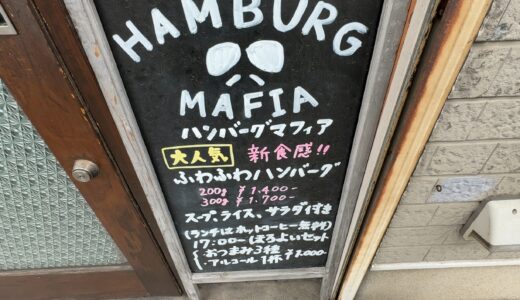 HAMBURG
MAFIA
ハンバーグマフィア
大人気 新食感!!
ふわふわハンバーグ
200g ¥1.400-
300g ¥1.700-
スープ、ライス、サラダ付き
(ランチはホットコーヒー無料)
17:00〜ほろよいセット
おつまみ3種
アルコール1杯 ¥2.000-